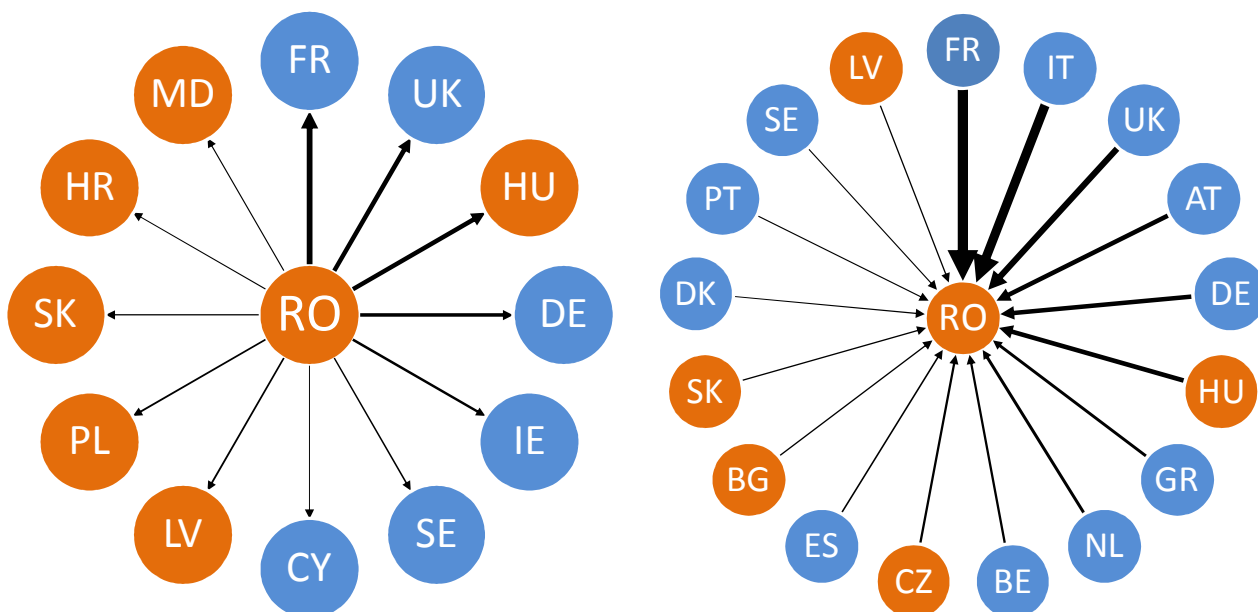 FR
UK
HU
DE
IE
SE
CY
LV
PL
SK
HR
MD
RO
FR
IT
UK
AT
DE
HU
GR
NL
BE
CZ
ES
BG
SK
DK
PT
SE
LV
RO